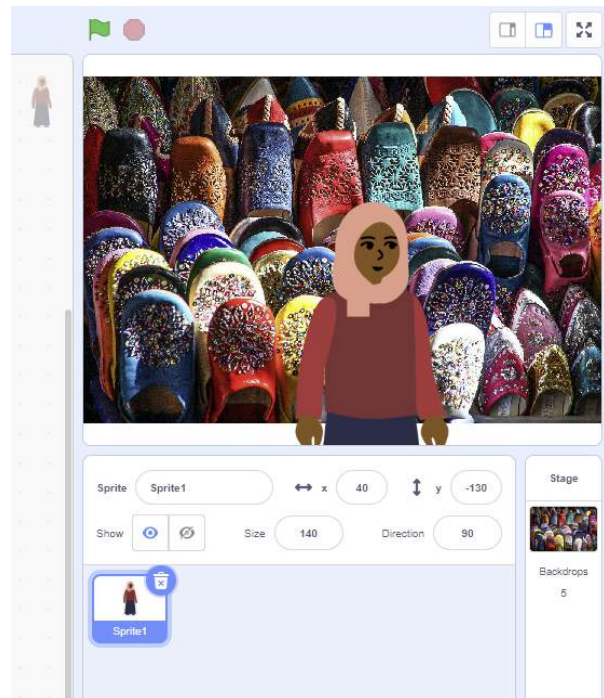 Sprite Sprite1 x 40 y -130
Show Size 140 Direction 90
Sprite1
Stage
Backdrops
5